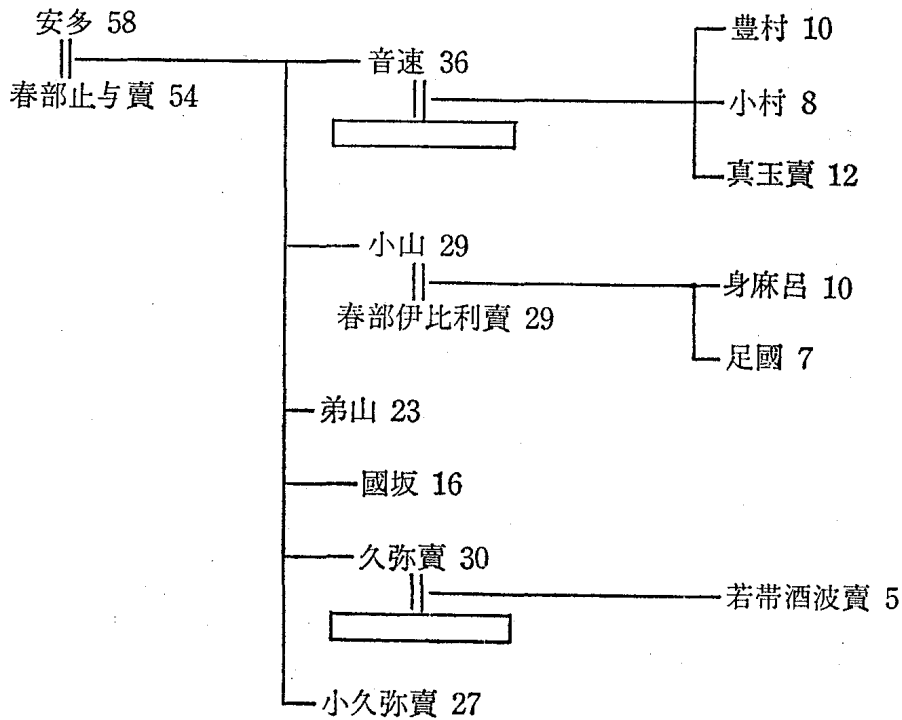 安多 58
春部止与賣 54
音速 36
豊村 10
小村 8
真玉賣 12
小山 29
春部伊比利賣 29
身麻呂 10
足國 7
弟山 23
國坂 16
久弥賣 30
若帯酒波賣 5
小久弥賣 27